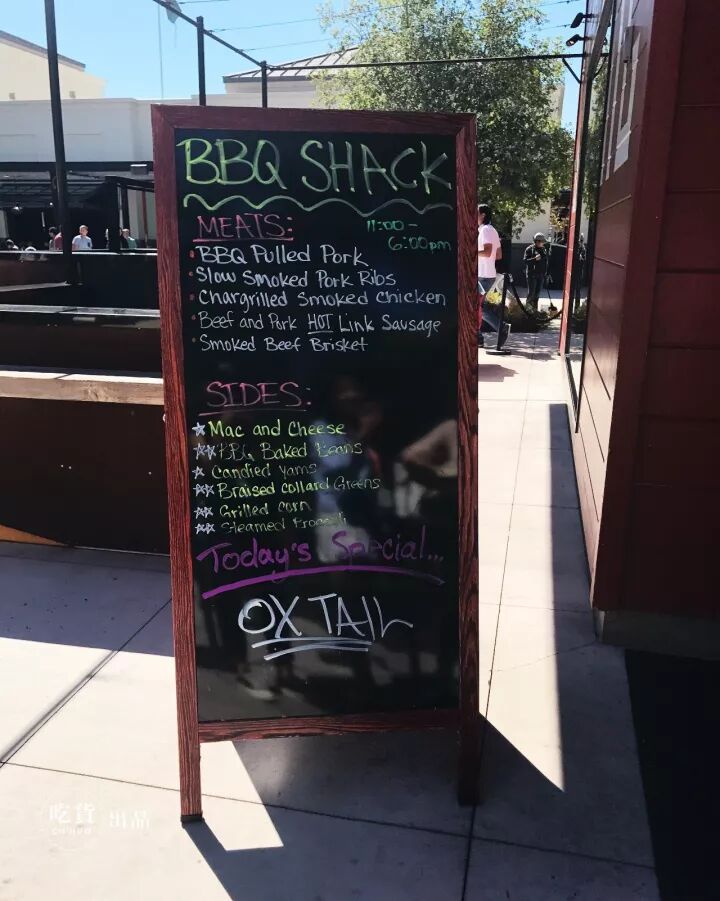 BBQ SHACK
MEATS:
11:00 -
6:00pm
BBQ Pulled Pork
Slow Smoked Pork Ribs
Chargrilled Smoked Chicken
Beef and Pork HOT Link Sausage
Smoked Beef Brisket
SIDES:
Mac and Cheese
BBQ Baked Beans
Candied Yams
Braised collard Greens
Grilled corn
Steamed Broccoli
Today's Special...
OX TAIL
吃貨 出品